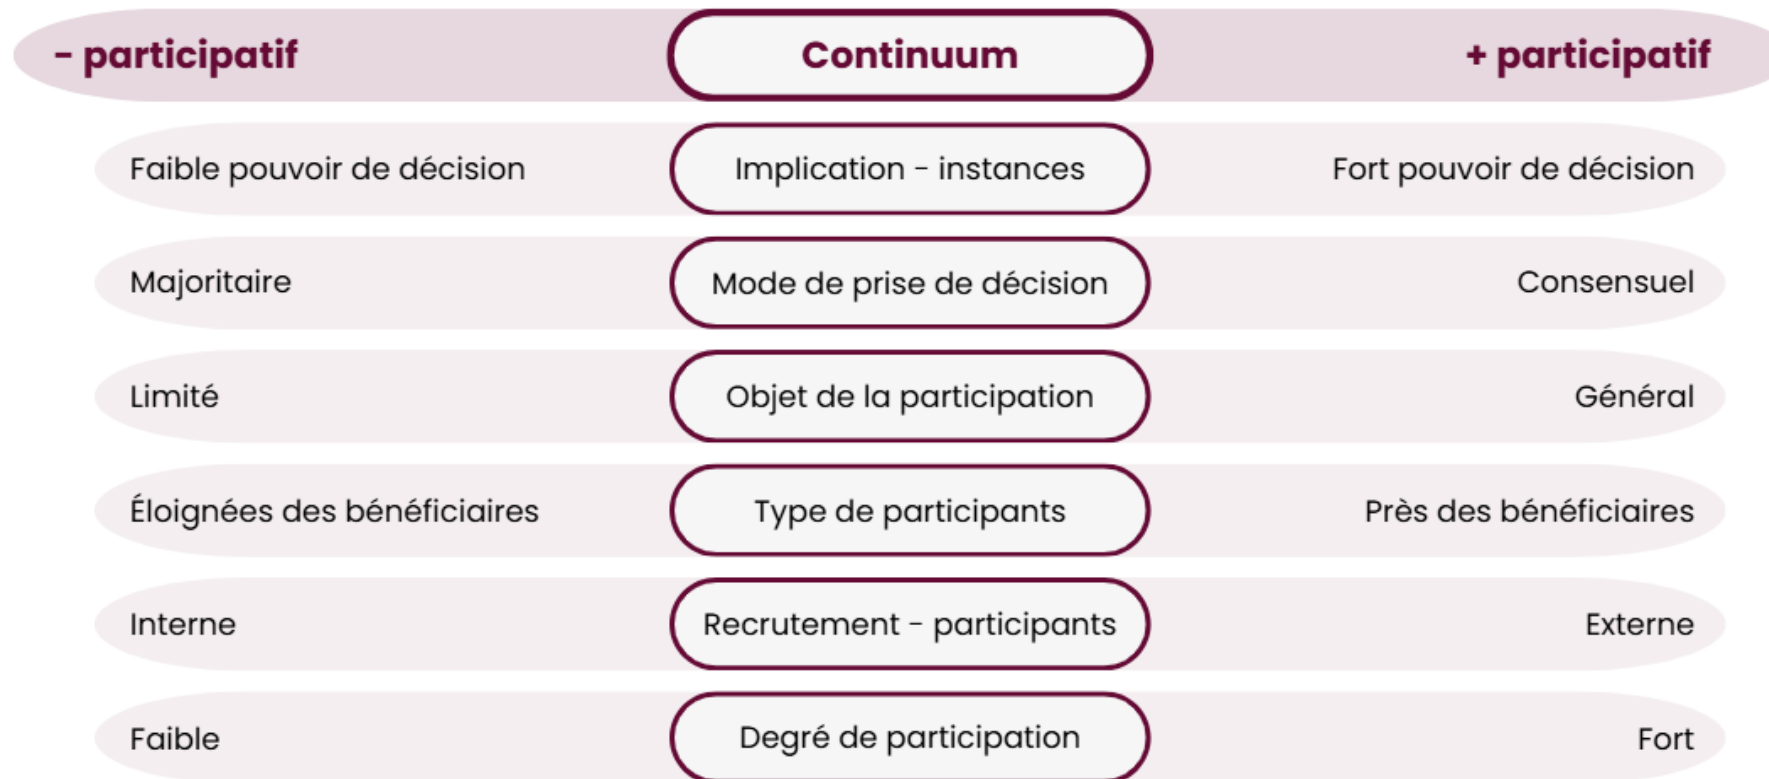 - participatif
Continuum
+ participatif
Faible pouvoir de décision
Implication - instances
Fort pouvoir de décision
Majoritaire
Mode de prise de décision
Consensuel
Limité
Objet de la participation
Général
Éloignées des bénéficiaires
Type de participants
Près des bénéficiaires
Interne
Recrutement - participants
Externe
Faible
Degré de participation
Fort